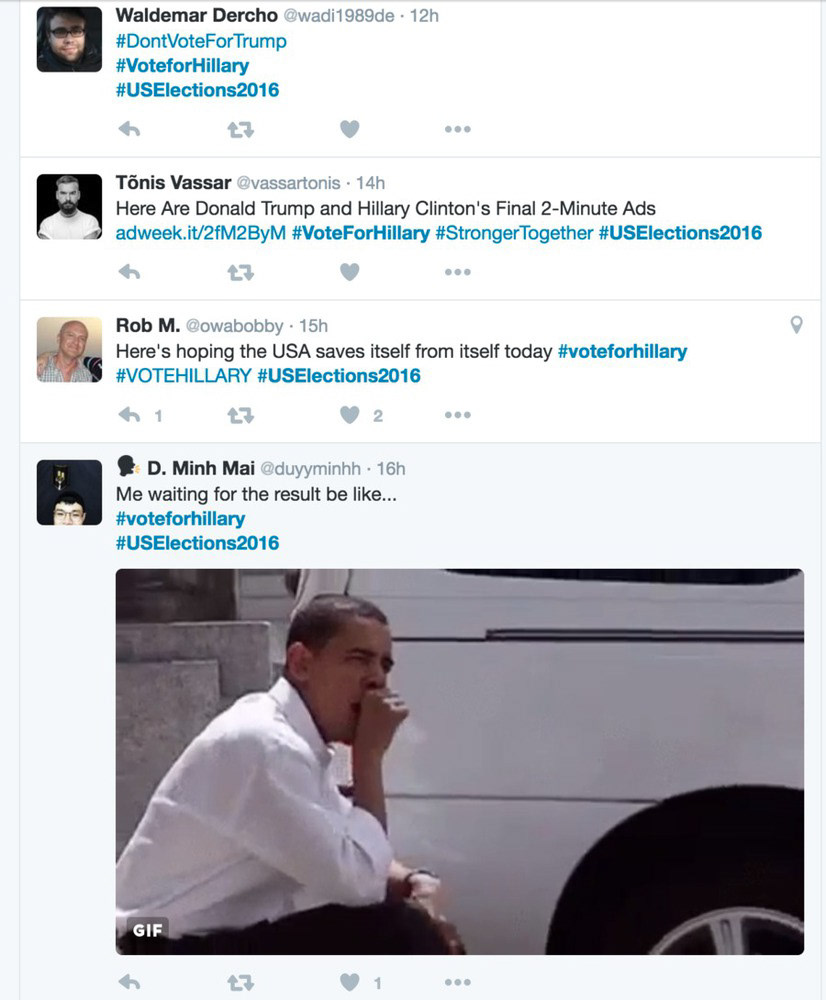 Waldemar Dercho @wadi1989de · 12h
#DontVoteForTrump
#VoteforHillary
#USElections2016
Tõnis Vassar @vassartonis · 14h
Here Are Donald Trump and Hillary Clinton's Final 2-Minute Ads
adweek.it/2fM2ByM #VoteForHillary #StrongerTogether #USElections2016
Rob M. @owabobby · 15h
Here's hoping the USA saves itself from itself today #voteforhillary
#VOTEHILLARY #USElections2016
1 2
D. Minh Mai @duyyminhh · 16h
Me waiting for the result be like...
#voteforhillary
#USElections2016
GIF
1